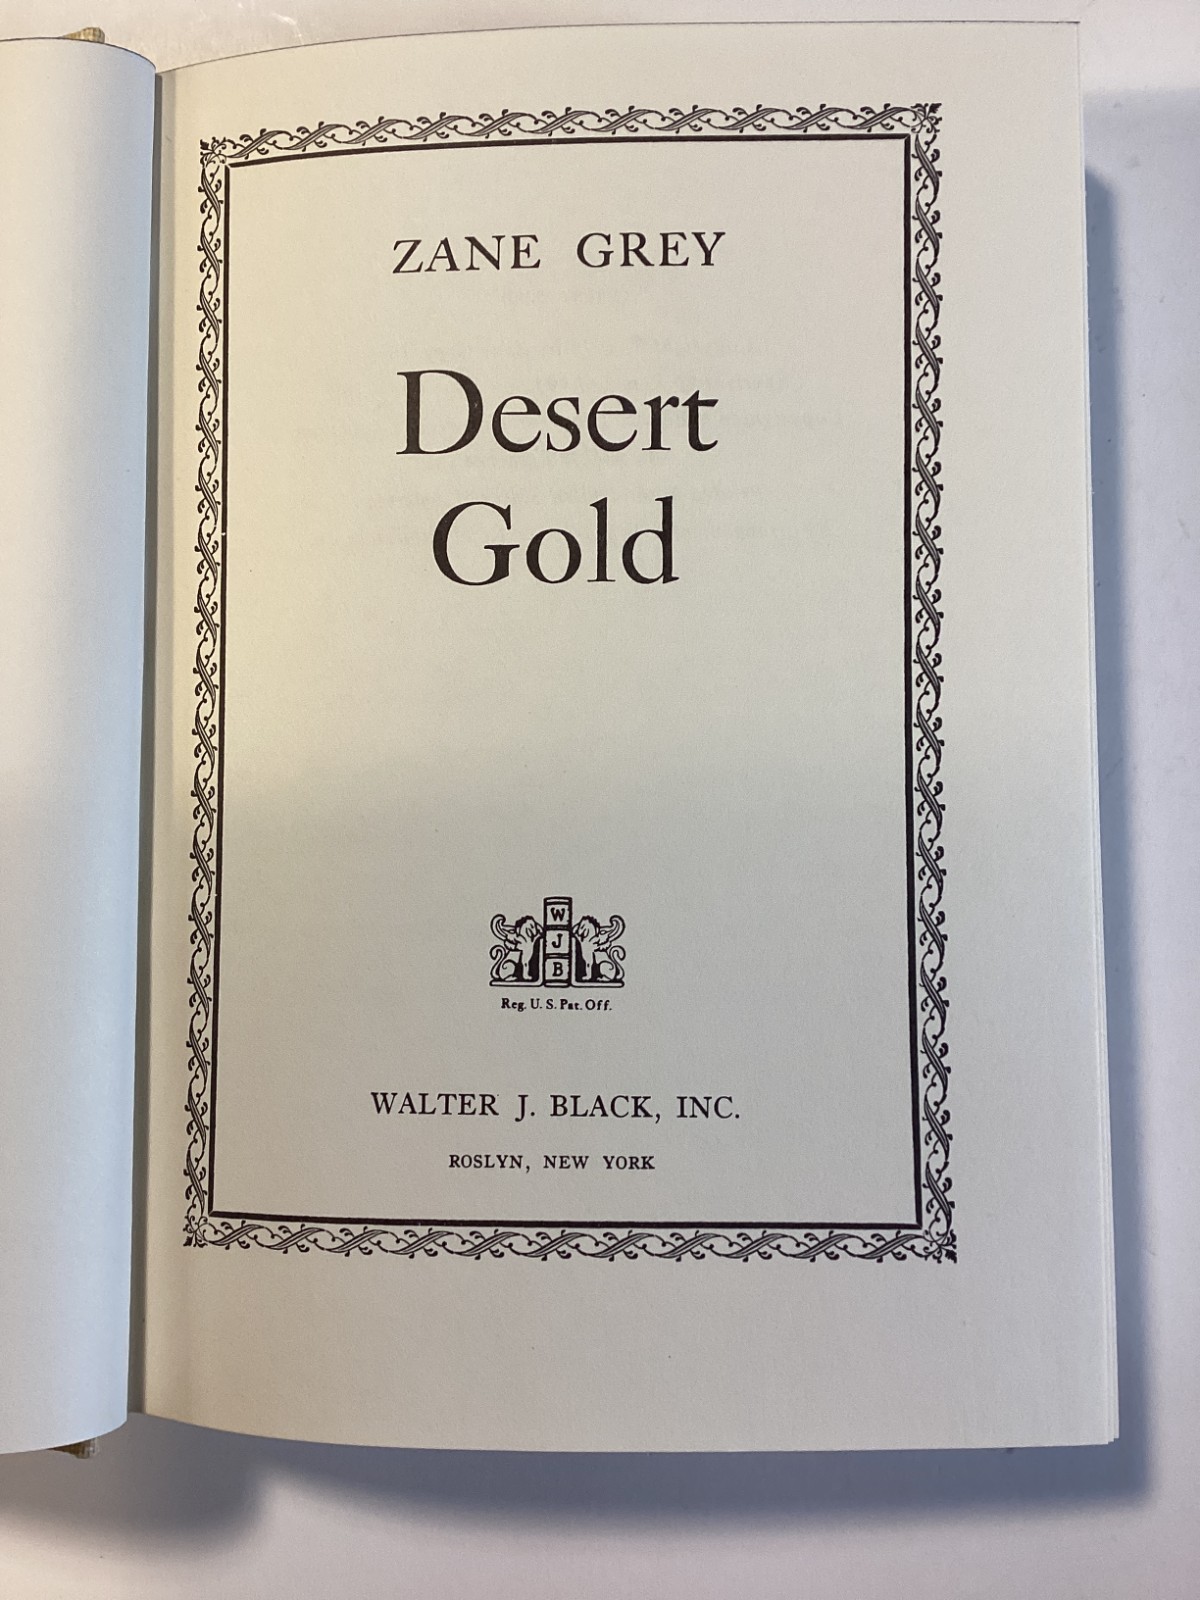 ZANE GREY
Desert
Gold
W
J
B
Reg. U. S. Pat. Off.
WALTER J. BLACK, INC.
ROSLYN, NEW YORK